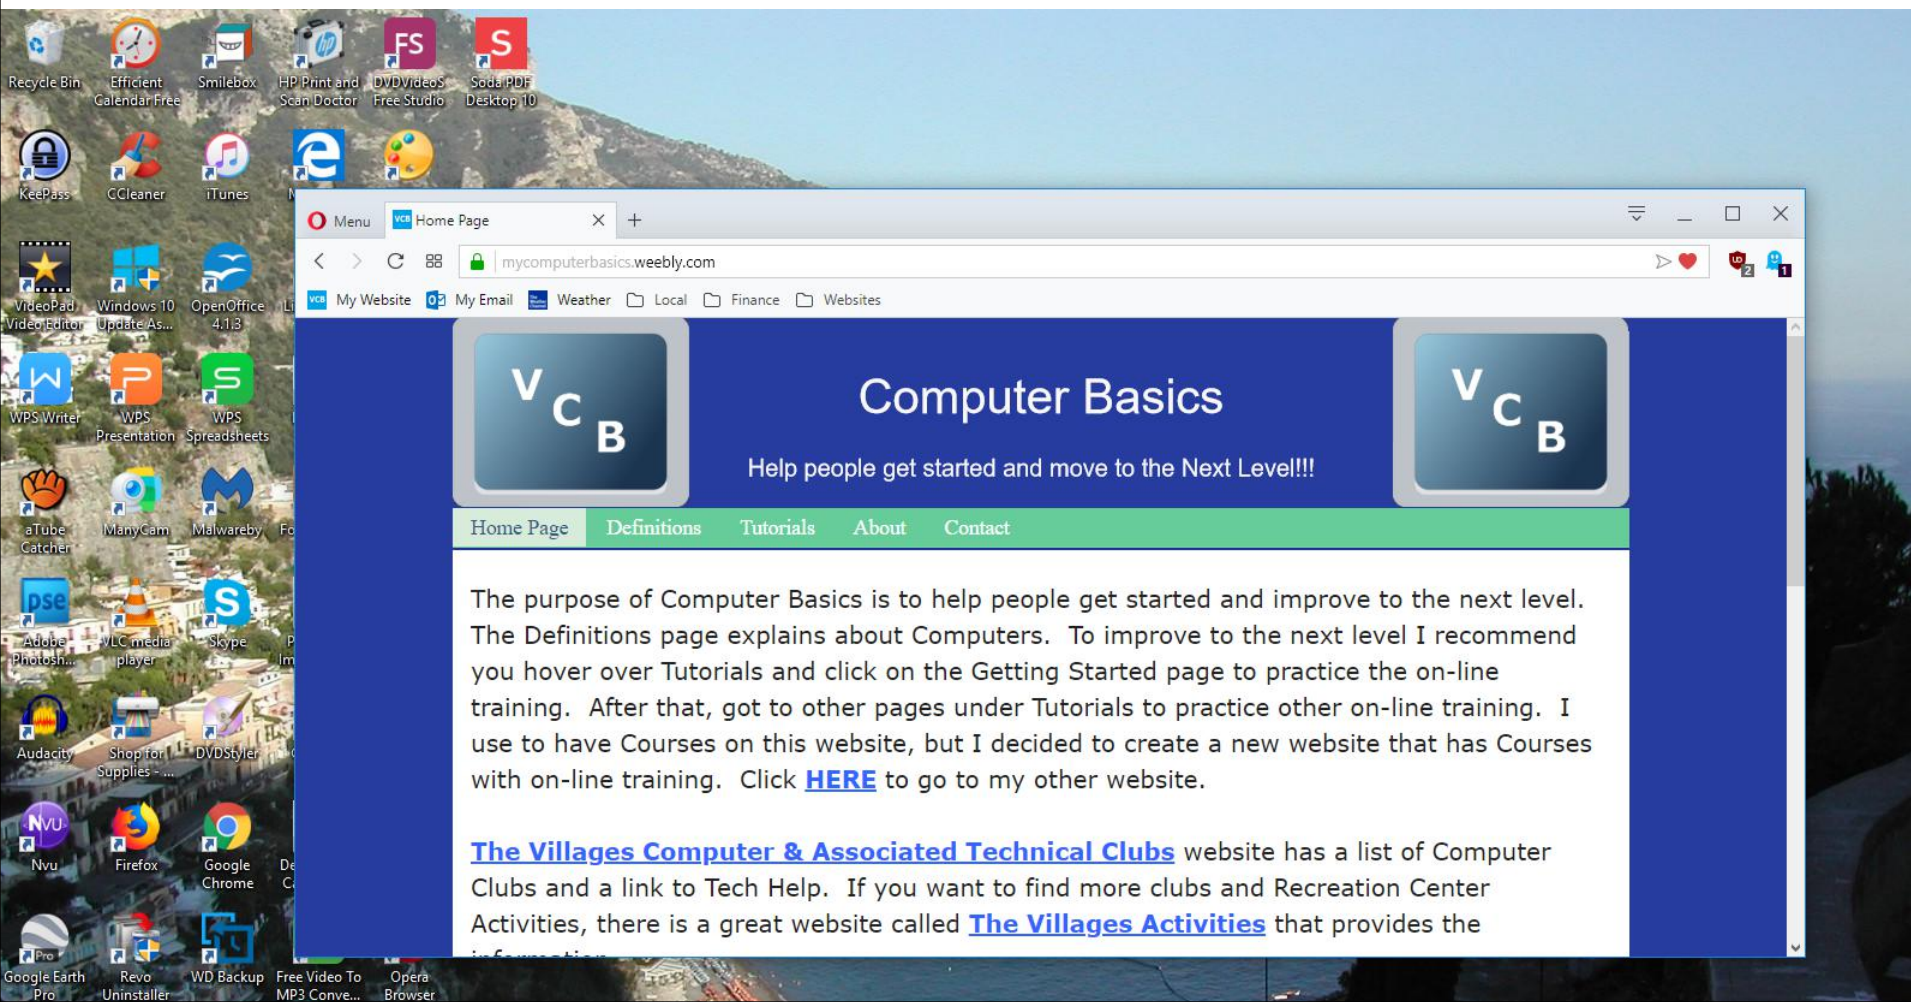 Recycle Bin
Efficient
Calendar Free
Smilebox
HP Print and
Scan Doctor
DVDVideoS
Free Studio
Soda PDF
Desktop 10
FS
S
KeePass
CCleaner
iTunes
VideoPad
Video Editor
Windows 10
Update As...
OpenOffice
4.1.3
WPS Writer
WPS
Presentation
WPS
Spreadsheets
aTube
Catcher
ManyCam
Malwareby
pse
Adobe
Photosh...
VLC media
player
Skype
Audacity
Shop for
Supplies - ...
DVDStyler
NVU
Nvu
Firefox
Google
Chrome
Pro
Google Earth
Pro
Revo
Uninstaller
WD Backup
Free Video To
MP3 Conve...
Opera
Browser
Menu
VCB Home Page
mycomputerbasics.weebly.com
2
1
VCB My Website My Email Weather Local Finance Websites
V C B
Computer Basics
Help people get started and move to the Next Level!!!
V C B
Home Page Definitions Tutorials About Contact
The purpose of Computer Basics is to help people get started and improve to the next level.
The Definitions page explains about Computers. To improve to the next level I recommend
you hover over Tutorials and click on the Getting Started page to practice the on-line
training. After that, got to other pages under Tutorials to practice other on-line training. I
use to have Courses on this website, but I decided to create a new website that has Courses
with on-line training. Click HERE to go to my other website.
The Villages Computer & Associated Technical Clubs website has a list of Computer
Clubs and a link to Tech Help. If you want to find more clubs and Recreation Center
Activities, there is a great website called The Villages Activities that provides the